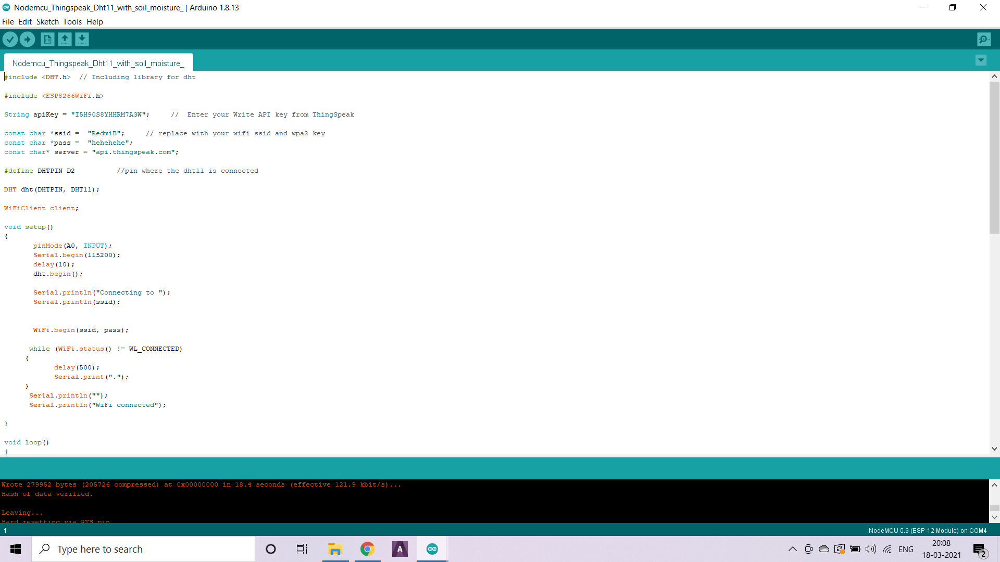 Nodemcu_Thingspeak_Dht11_with_soil_moisture_ | Arduino 1.8.13
File Edit Sketch Tools Help
Nodemcu_Thingspeak_Dht11_with_soil_moisture_
#include <DHT.h>  // Including library for dht
#include <ESP8266WiFi.h>
String apiKey = "I5H90S8YHHRM7A3W";     //  Enter your Write API key from ThingSpeak
const char *ssid =  "RedmiB";     // replace with your wifi ssid and wpa2 key
const char *pass =  "hehehehe";
const char* server = "api.thingspeak.com";
#define DHTPIN D2          //pin where the dht11 is connected
DHT dht(DHTPIN, DHT11);
WiFiClient client;
void setup()
{
pinMode(A0, INPUT);
Serial.begin(115200);
delay(10);
dht.begin();
Serial.println("Connecting to ");
Serial.println(ssid);
WiFi.begin(ssid, pass);
while (WiFi.status() != WL_CONNECTED)
{
delay(500);
Serial.print(".");
}
Serial.println("");
Serial.println("WiFi connected");
}
void loop()
{
Wrote 279952 bytes (205726 compressed) at 0x00000000 in 18.4 seconds (effective 121.9 kbit/s)...
Hash of data verified.
Leaving...
Hard resetting via RTS pin...
1
NodeMCU 0.9 (ESP-12 Module) on COM4
Type here to search
A
ENG
20:08
18-03-2021
2